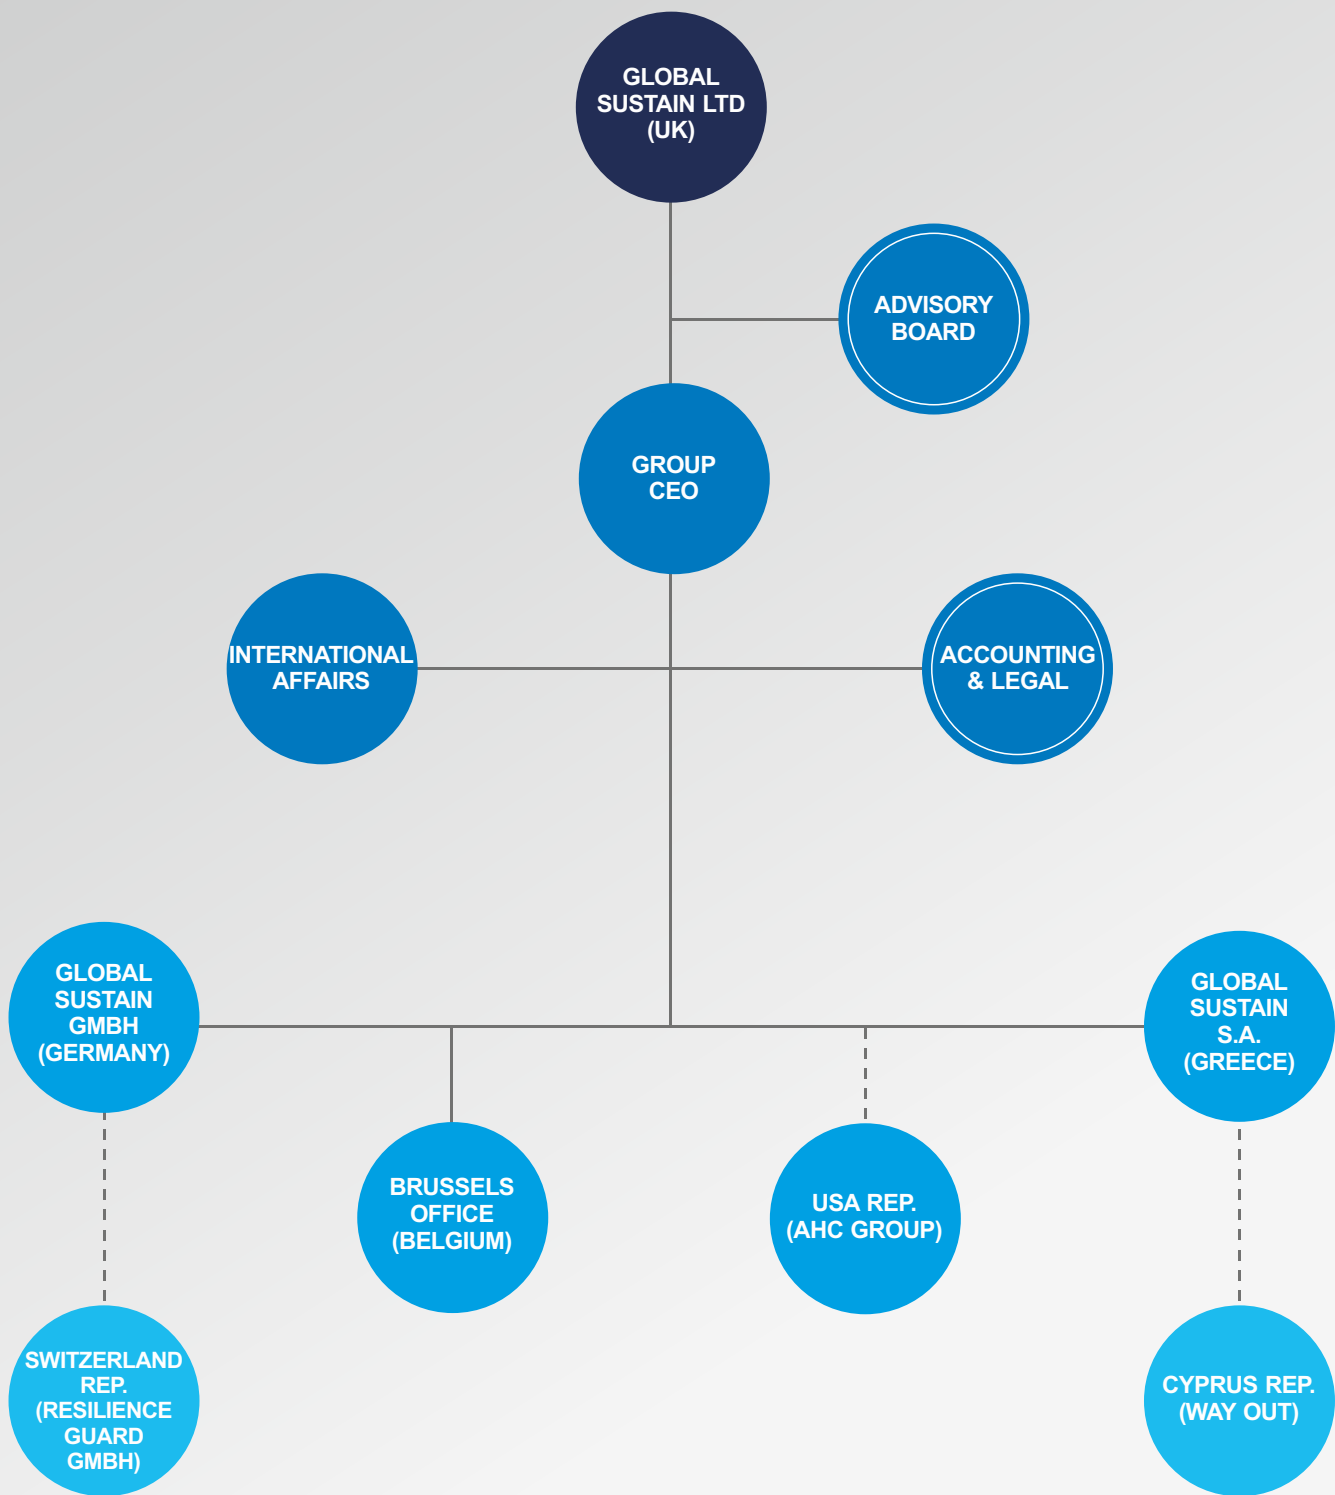 GLOBAL
SUSTAIN LTD
(UK)
ADVISORY
BOARD
GROUP
CEO
INTERNATIONAL
AFFAIRS
ACCOUNTING
& LEGAL
GLOBAL
SUSTAIN
GMBH
(GERMANY)
GLOBAL
SUSTAIN
S.A.
(GREECE)
BRUSSELS
OFFICE
(BELGIUM)
USA REP.
(AHC GROUP)
SWITZERLAND
REP.
(RESILIENCE
GUARD
GMBH)
CYPRUS REP.
(WAY OUT)